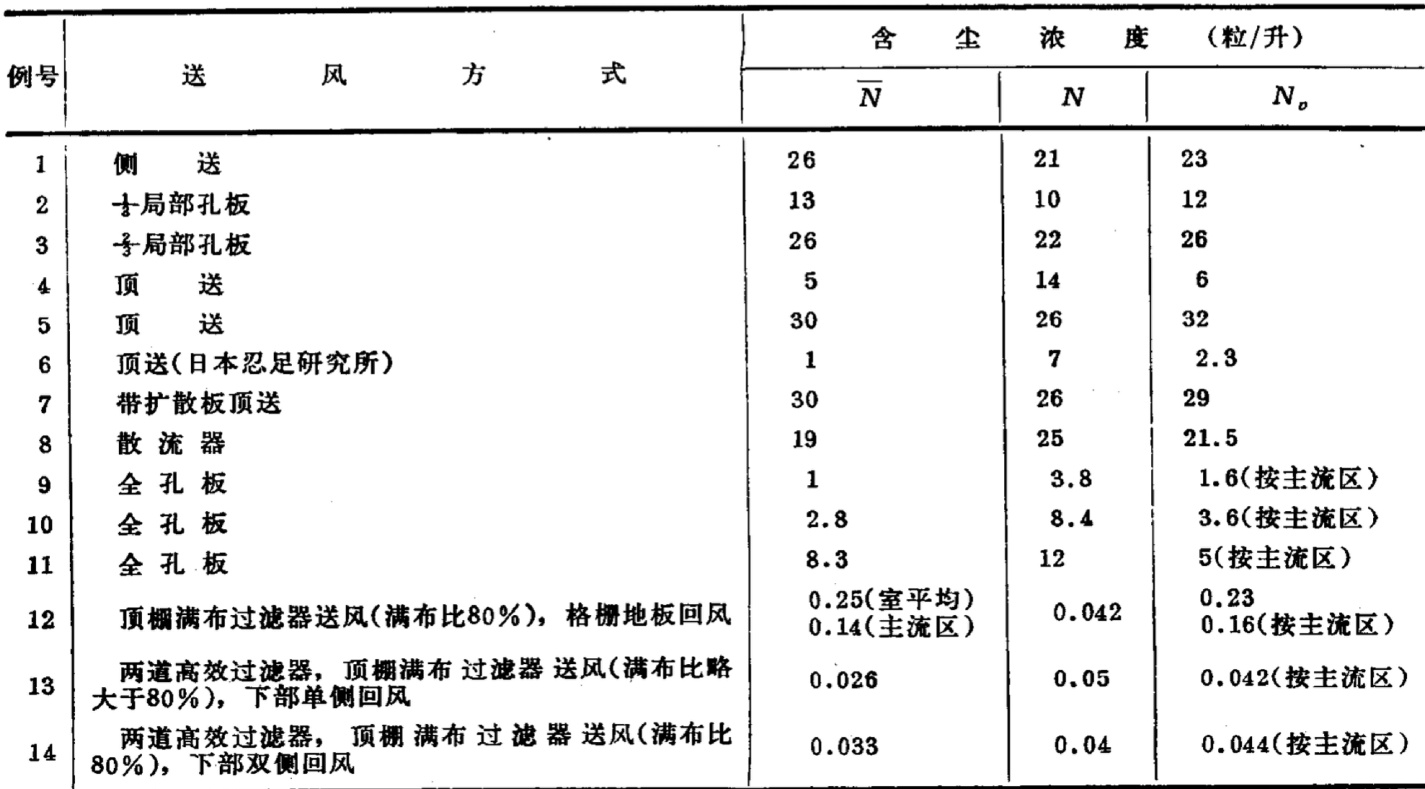 含 尘 浓 度 (粒/升)
例号 送 风 方 式
N̅ N Nᵥ
1 侧 送 26 21 23
2 ⅓局部孔板 13 10 12
3 ⅔局部孔板 26 22 26
4 顶 送 5 14 6
5 顶 送 30 26 32
6 顶送(日本忍足研究所) 1 7 2.3
7 带扩散板顶送 30 26 29
8 散 流 器 19 25 21.5
9 全 孔 板 1 3.8 1.6(按主流区)
10 全 孔 板 2.8 8.4 3.6(按主流区)
11 全 孔 板 8.3 12 5(按主流区)
0.25(室平均) 0.23
12 顶棚满布过滤器送风(满布比80%), 格栅地板回风 0.042
0.14(主流区) 0.16(按主流区)
两道高效过滤器, 顶棚满布过滤器送风(满布比略
13 0.026 0.05 0.042(按主流区)
大于80%), 下部单侧回风
两道高效过滤器, 顶棚满布过滤器送风(满布比
14 0.033 0.04 0.044(按主流区)
80%), 下部双侧回风